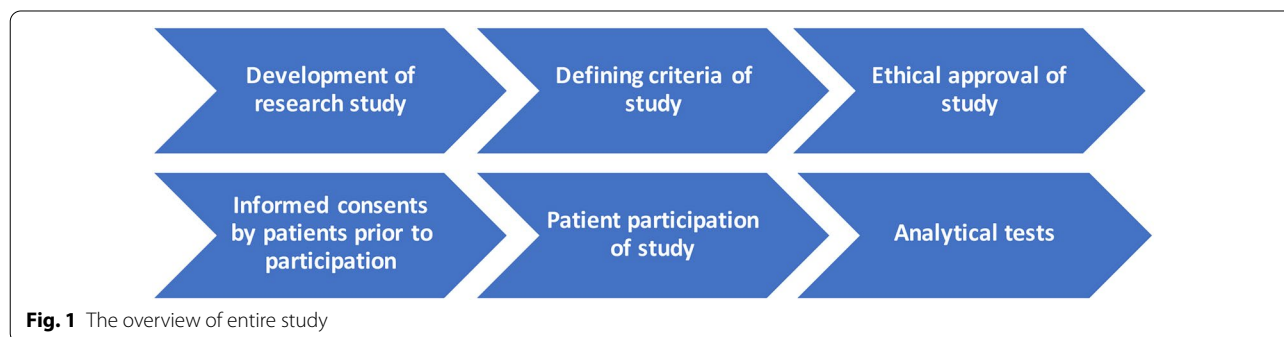 Development of
research study
Defining criteria of
study
Ethical approval of
study
Informed consents
by patients prior to
participation
Patient participation
of study
Analytical tests
Fig. 1 The overview of entire study